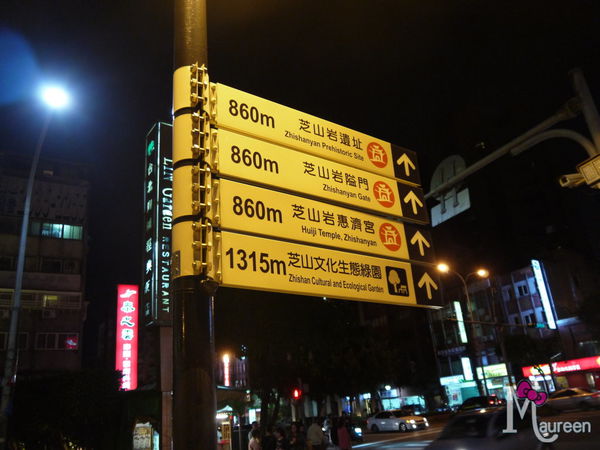 860m 芝山岩遺址
Zhishanyan Prehistoric Site
860m 芝山岩隘門
Zhishanyan Gate
860m 芝山岩惠濟宮
Huiji Temple, Zhishanyan
1315m 芝山文化生態綠園
Zhishan Cultural and Ecological Garden
RESTAURANT
Maureen